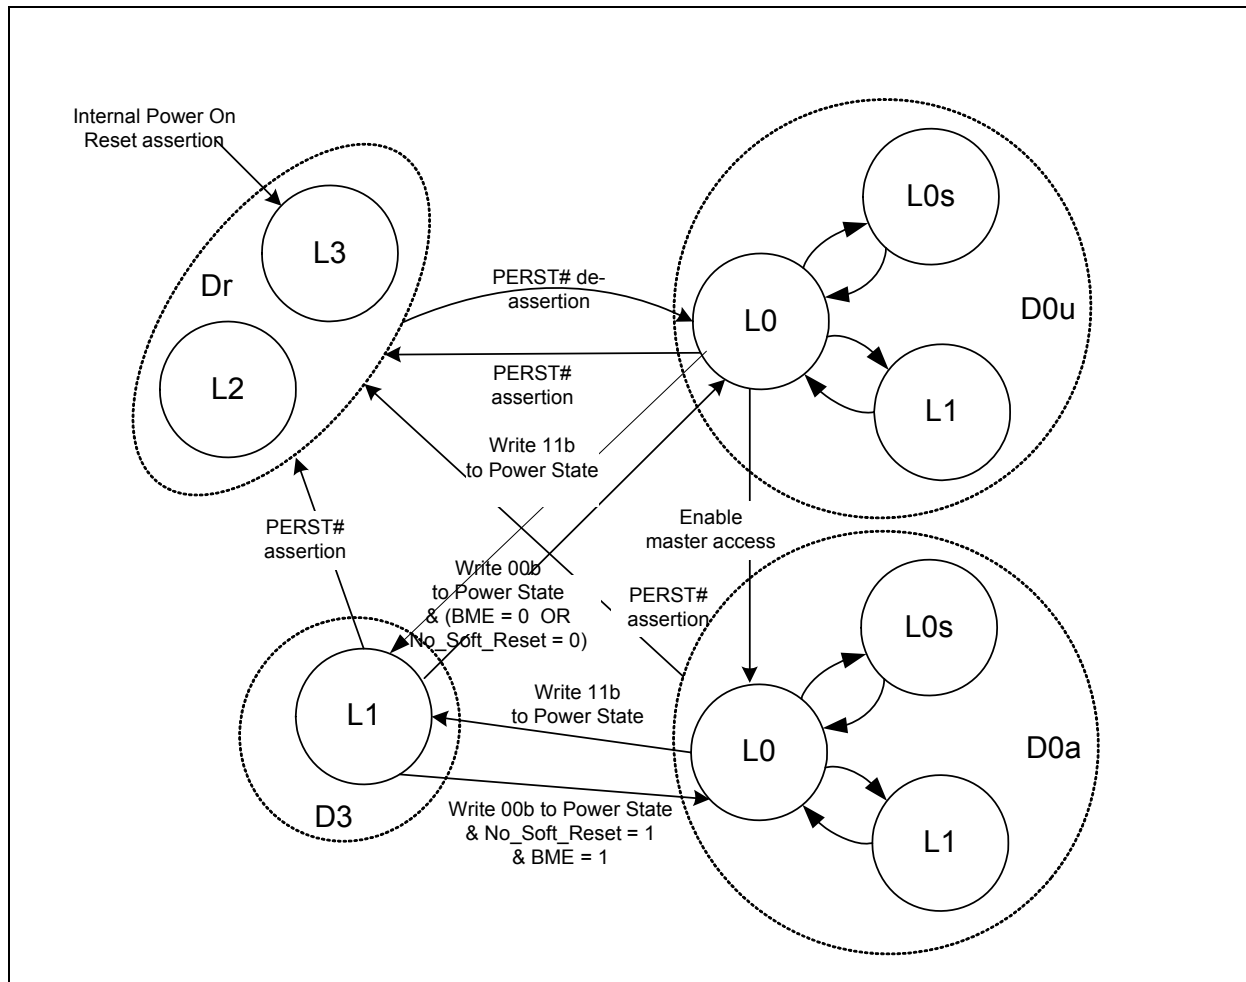 Internal Power On
Reset assertion
L3
Dr
L2
PERST# de-
assertion
PERST#
assertion
L0s
L0
D0u
L1
Write 11b
to Power State
Enable
master access
PERST#
assertion
Write 00b
to Power State
& (BME = 0 OR
No_Soft_Reset = 0)
PERST#
assertion
L0s
L0
D0a
L1
Write 11b
to Power State
L1
D3
Write 00b to Power State
& No_Soft_Reset = 1
& BME = 1